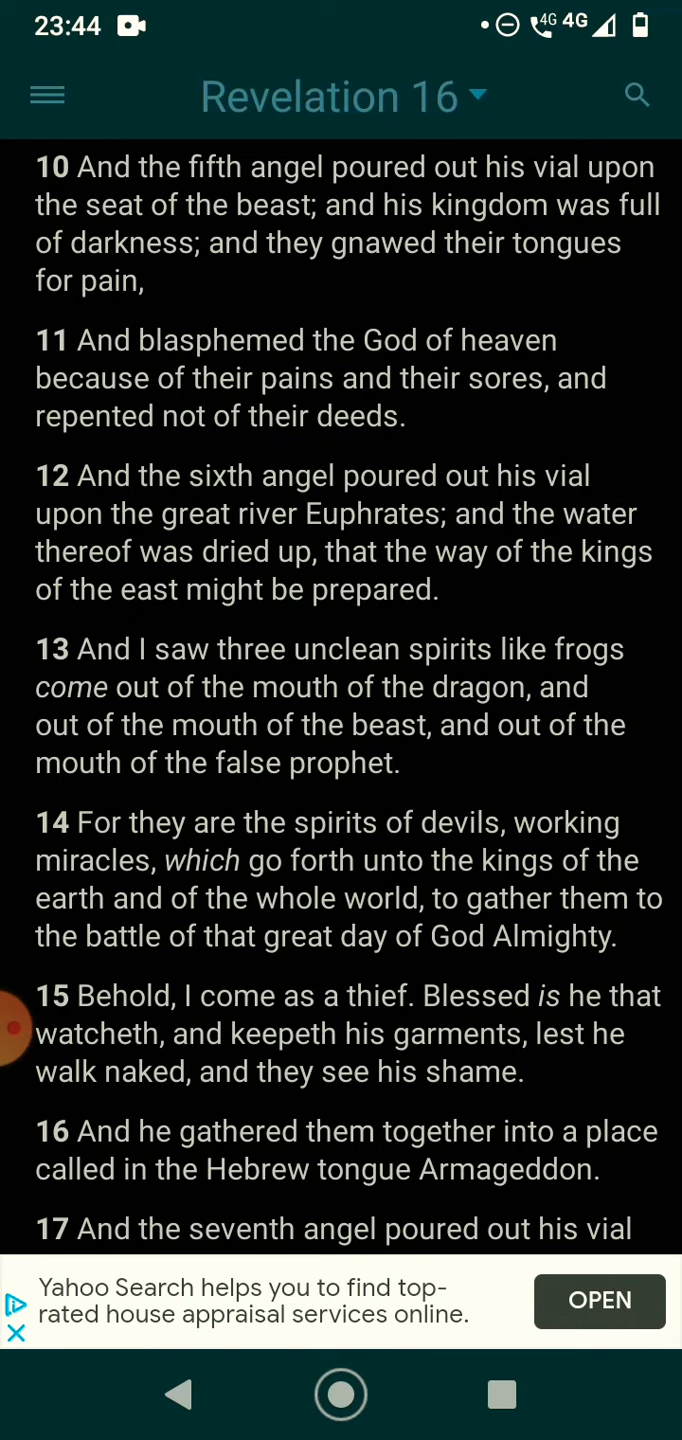 23:44
4G 4G
Revelation 16
10 And the fifth angel poured out his vial upon
the seat of the beast; and his kingdom was full
of darkness; and they gnawed their tongues
for pain,
11 And blasphemed the God of heaven
because of their pains and their sores, and
repented not of their deeds.
12 And the sixth angel poured out his vial
upon the great river Euphrates; and the water
thereof was dried up, that the way of the kings
of the east might be prepared.
13 And I saw three unclean spirits like frogs
come out of the mouth of the dragon, and
out of the mouth of the beast, and out of the
mouth of the false prophet.
14 For they are the spirits of devils, working
miracles, which go forth unto the kings of the
earth and of the whole world, to gather them to
the battle of that great day of God Almighty.
15 Behold, I come as a thief. Blessed is he that
watcheth, and keepeth his garments, lest he
walk naked, and they see his shame.
16 And he gathered them together into a place
called in the Hebrew tongue Armageddon.
17 And the seventh angel poured out his vial
Yahoo Search helps you to find top-
rated house appraisal services online.
OPEN